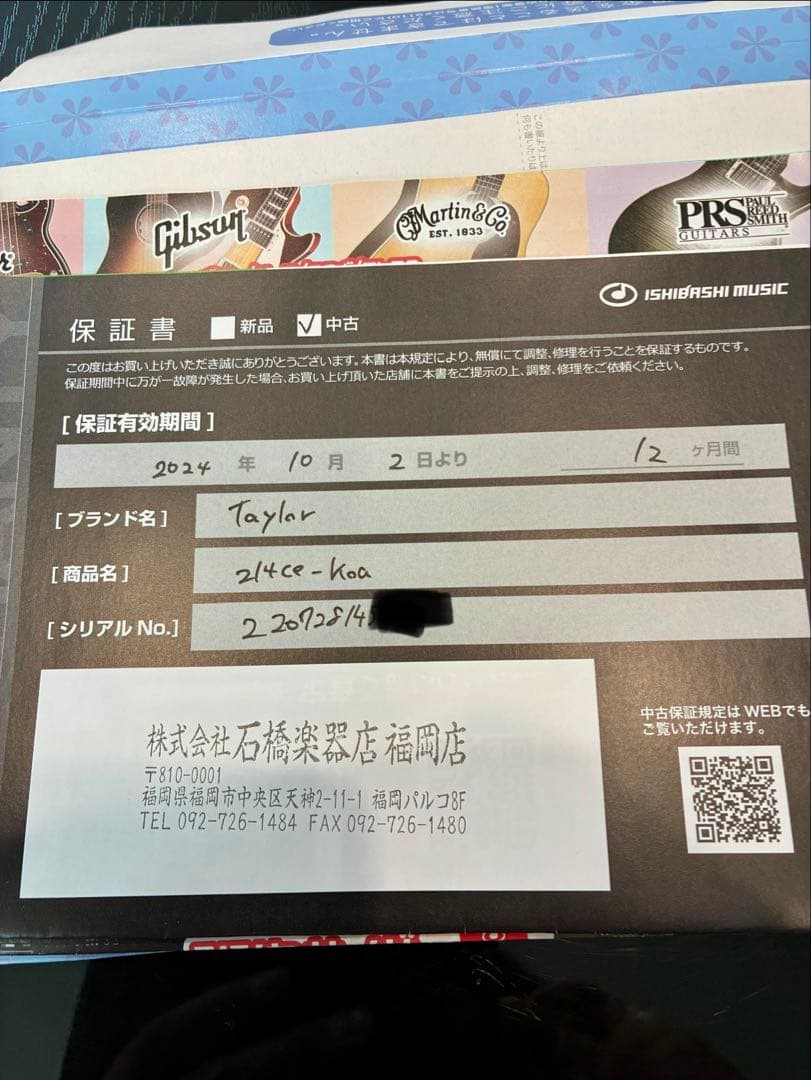 Gibson
C.F. Martin & Co.
EST. 1833
PRS PAUL REED SMITH
GUITARS
ISHIBASHI MUSIC
保証書 新品 中古
この度はお買い上げいただき誠にありがとうございます。本書は本規定により、無償にて調整、修理を行うことを保証するものです。
保証期間中に万が一故障が発生した場合、お買い上げ頂いた店舗に本書をご提示の上、調整、修理をご依頼ください。
[ 保証有効期間 ]
2024 年 10 月 2 日より 12 ヶ月間
[ ブランド名 ] Taylor
[ 商品名 ] 214ce-Koa
[ シリアル No.] 22072814
株式会社 石橋楽器店 福岡店
〒810-0001
福岡県福岡市中央区天神2-11-1 福岡パルコ8F
TEL 092-726-1484 FAX 092-726-1480
中古保証規定は WEBでも
ご覧いただけます。